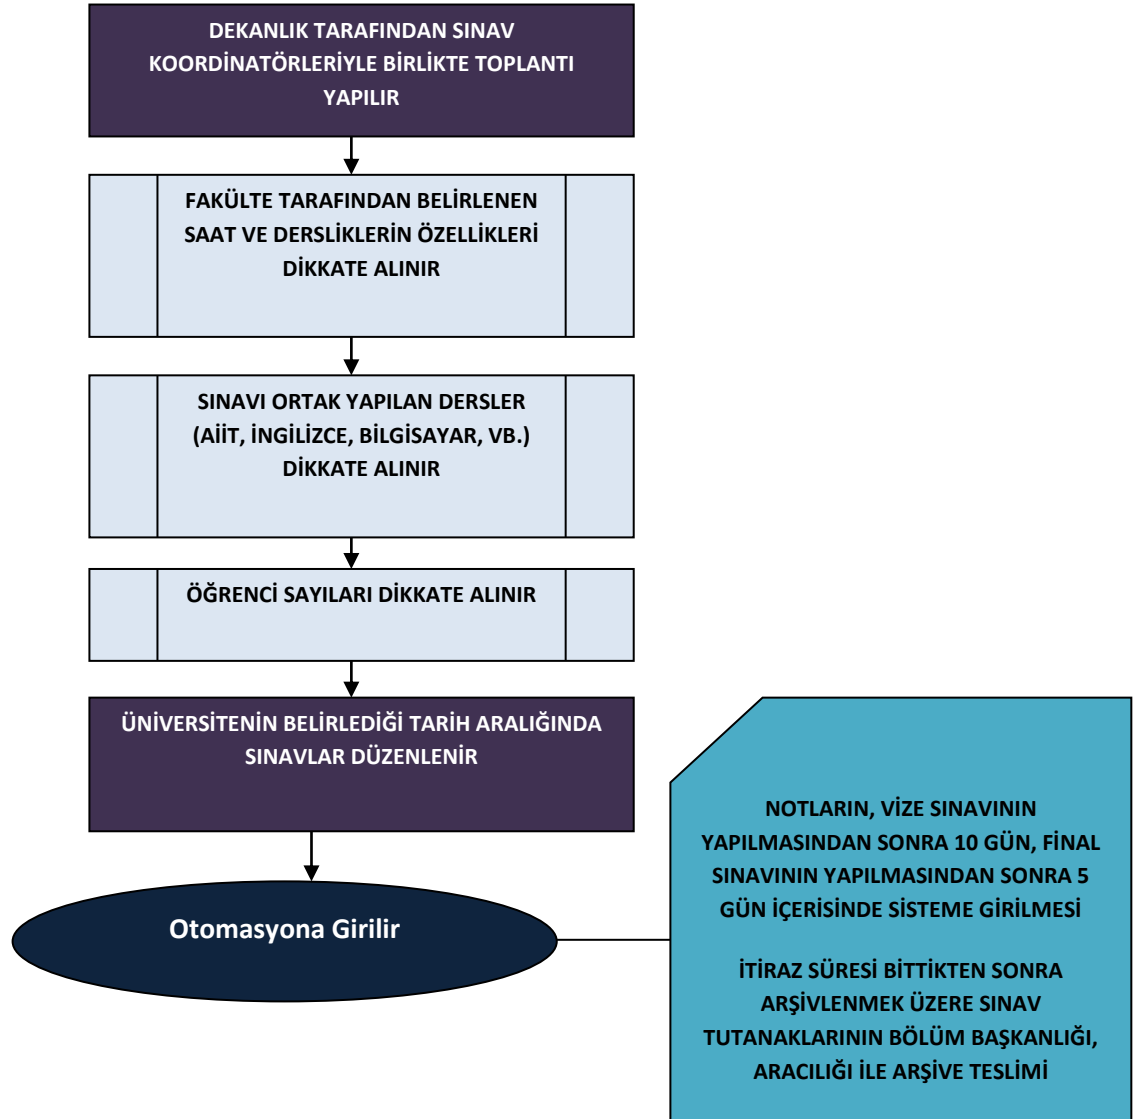 DEKANLIK TARAFINDAN SINAV
KOORDİNATÖRLERİYLE BİRLİKTE TOPLANTI
YAPILIR
FAKÜLTE TARAFINDAN BELİRLENEN
SAAT VE DERSLİKLERİN ÖZELLİKLERİ
DİKKATE ALINIR
SINAVI ORTAK YAPILAN DERSLER
(AİİT, İNGİLİZCE, BİLGİSAYAR, VB.)
DİKKATE ALINIR
ÖĞRENCİ SAYILARI DİKKATE ALINIR
ÜNİVERSİTENİN BELİRLEDİĞİ TARİH ARALIĞINDA
SINAVLAR DÜZENLENİR
Otomasyona Girilir
NOTLARIN, VİZE SINAVININ
YAPILMASINDAN SONRA 10 GÜN, FİNAL
SINAVININ YAPILMASINDAN SONRA 5
GÜN İÇERİSİNDE SİSTEME GİRİLMESİ
İTİRAZ SÜRESİ BİTTİKTEN SONRA
ARŞİVLENMEK ÜZERE SINAV
TUTANAKLARININ BÖLÜM BAŞKANLIĞI,
ARACILIĞI İLE ARŞİVE TESLİMİ